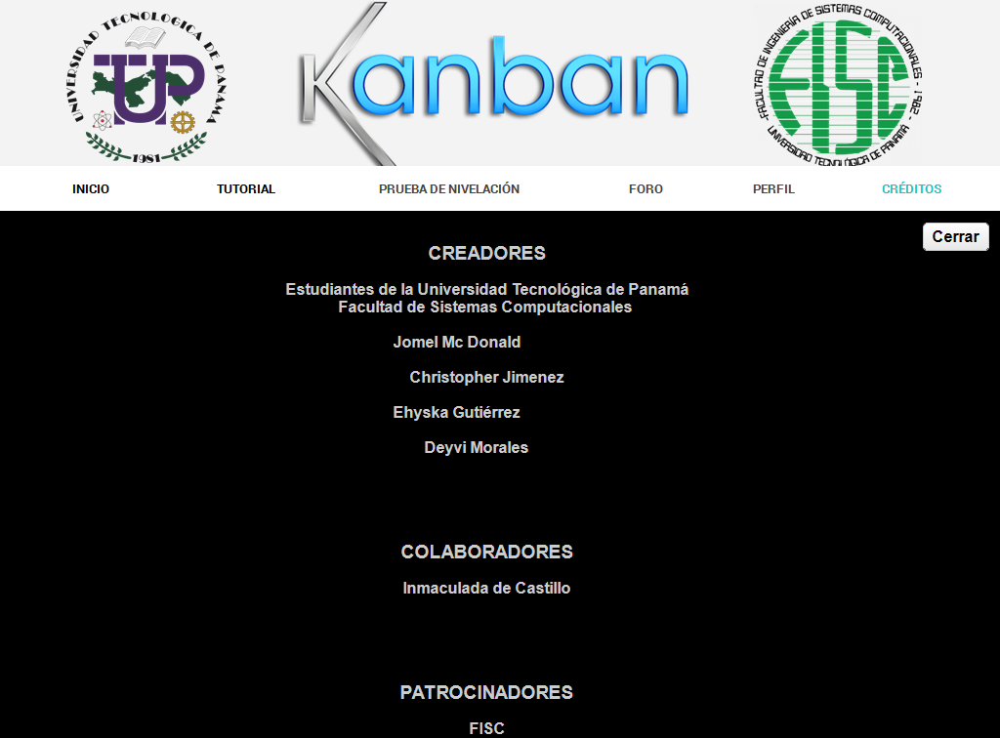 UNIVERSIDAD TECNOLOGICA DE PANAMA
UTP
1981
Kanban
FACULTAD DE INGENIERÍA DE SISTEMAS COMPUTACIONALES - 1982 -
FISC
UNIVERSIDAD TECNOLÓGICA DE PANAMÁ
INICIO TUTORIAL PRUEBA DE NIVELACIÓN FORO PERFIL CRÉDITOS
Cerrar
CREADORES
Estudiantes de la Universidad Tecnológica de Panamá
Facultad de Sistemas Computacionales
Jomel Mc Donald
Christopher Jimenez
Ehyska Gutiérrez
Deyvi Morales
COLABORADORES
Inmaculada de Castillo
PATROCINADORES
FISC